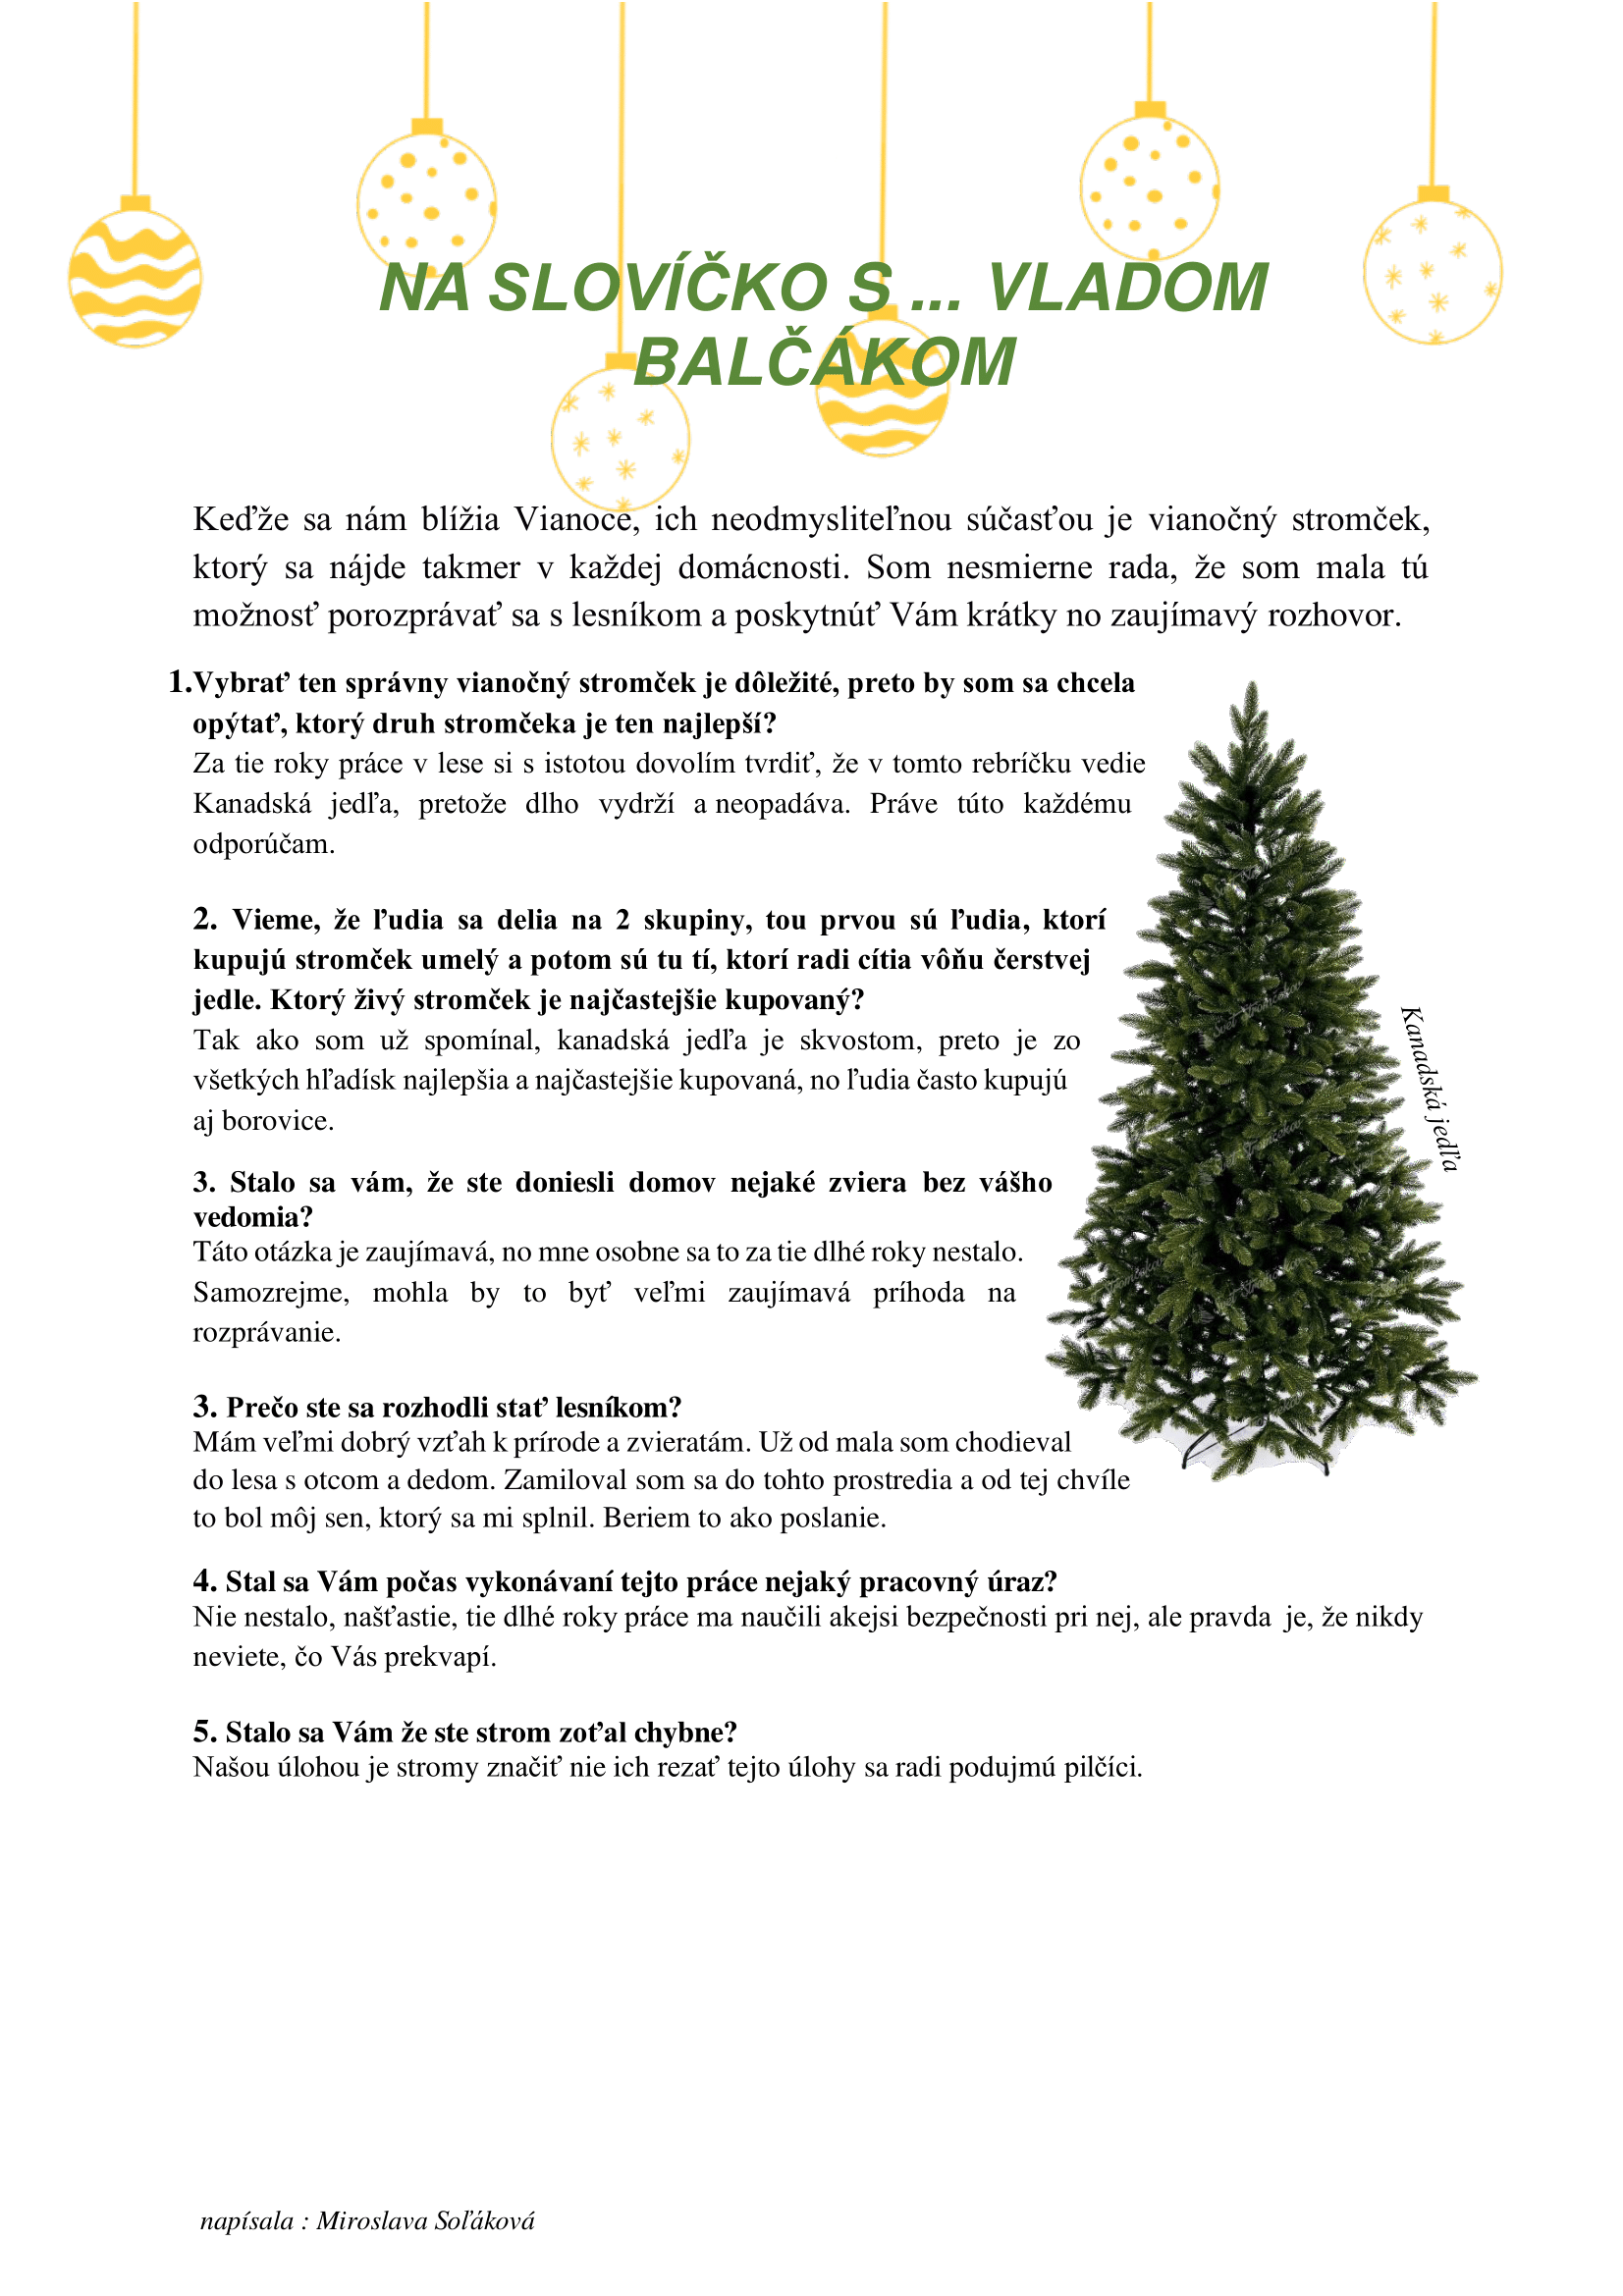 NA SLOVÍČKO S ... VLADOM
BALČÁKOM
Keďže sa nám blížia Vianoce, ich neodmysliteľnou súčasťou je vianočný stromček,
ktorý sa nájde takmer v každej domácnosti. Som nesmierne rada, že som mala tú
možnosť porozprávať sa s lesníkom a poskytnúť Vám krátky no zaujímavý rozhovor.
1.Vybrať ten správny vianočný stromček je dôležité, preto by som sa chcela
opýtať, ktorý druh stromčeka je ten najlepší?
Za tie roky práce v lese si s istotou dovolím tvrdiť, že v tomto rebríčku vedie
Kanadská jedľa, pretože dlho vydrží a neopadáva. Práve túto každému
odporúčam.
2. Vieme, že ľudia sa delia na 2 skupiny, tou prvou sú ľudia, ktorí
kupujú stromček umelý a potom sú tu tí, ktorí radi cítia vôňu čerstvej
jedle. Ktorý živý stromček je najčastejšie kupovaný?
Tak ako som už spomínal, kanadská jedľa je skvostom, preto je zo
všetkých hľadísk najlepšia a najčastejšie kupovaná, no ľudia často kupujú
aj borovice.
Kanadská jedľa
3. Stalo sa vám, že ste doniesli domov nejaké zviera bez vášho
vedomia?
Táto otázka je zaujímavá, no mne osobne sa to za tie dlhé roky nestalo.
Samozrejme, mohla by to byť veľmi zaujímavá príhoda na
rozprávanie.
3. Prečo ste sa rozhodli stať lesníkom?
Mám veľmi dobrý vzťah k prírode a zvieratám. Už od mala som chodieval
do lesa s otcom a dedom. Zamiloval som sa do tohto prostredia a od tej chvíle
to bol môj sen, ktorý sa mi splnil. Beriem to ako poslanie.
4. Stal sa Vám počas vykonávaní tejto práce nejaký pracovný úraz?
Nie nestalo, našťastie, tie dlhé roky práce ma naučili akejsi bezpečnosti pri nej, ale pravda je, že nikdy
neviete, čo Vás prekvapí.
5. Stalo sa Vám že ste strom zoťal chybne?
Našou úlohou je stromy značiť nie ich rezať tejto úlohy sa radi podujmú pilčíci.
napísala : Miroslava Soľáková